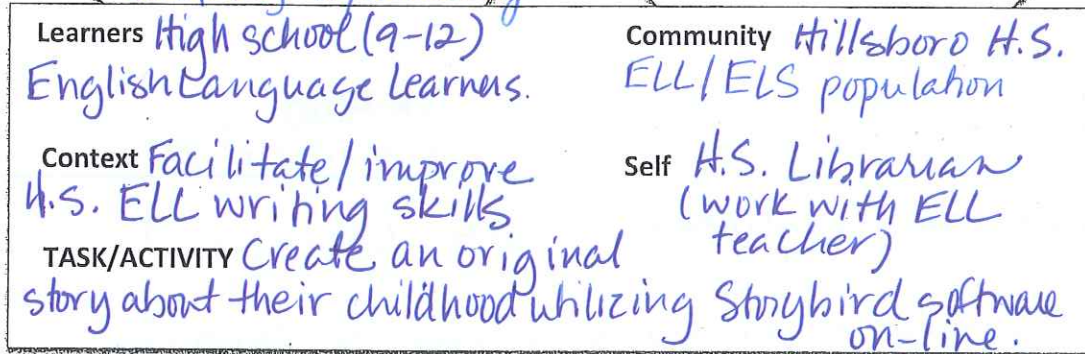 Learners High school (9-12)
English Language learners.
Community Hillsboro H.S.
ELL/ELS population
Context Facilitate/improve
H.S. ELL writing skills
Self H.S. Librarian
(work with ELL
teacher)
TASK/ACTIVITY Create an original
story about their childhood utilizing Storybird software
on-line.